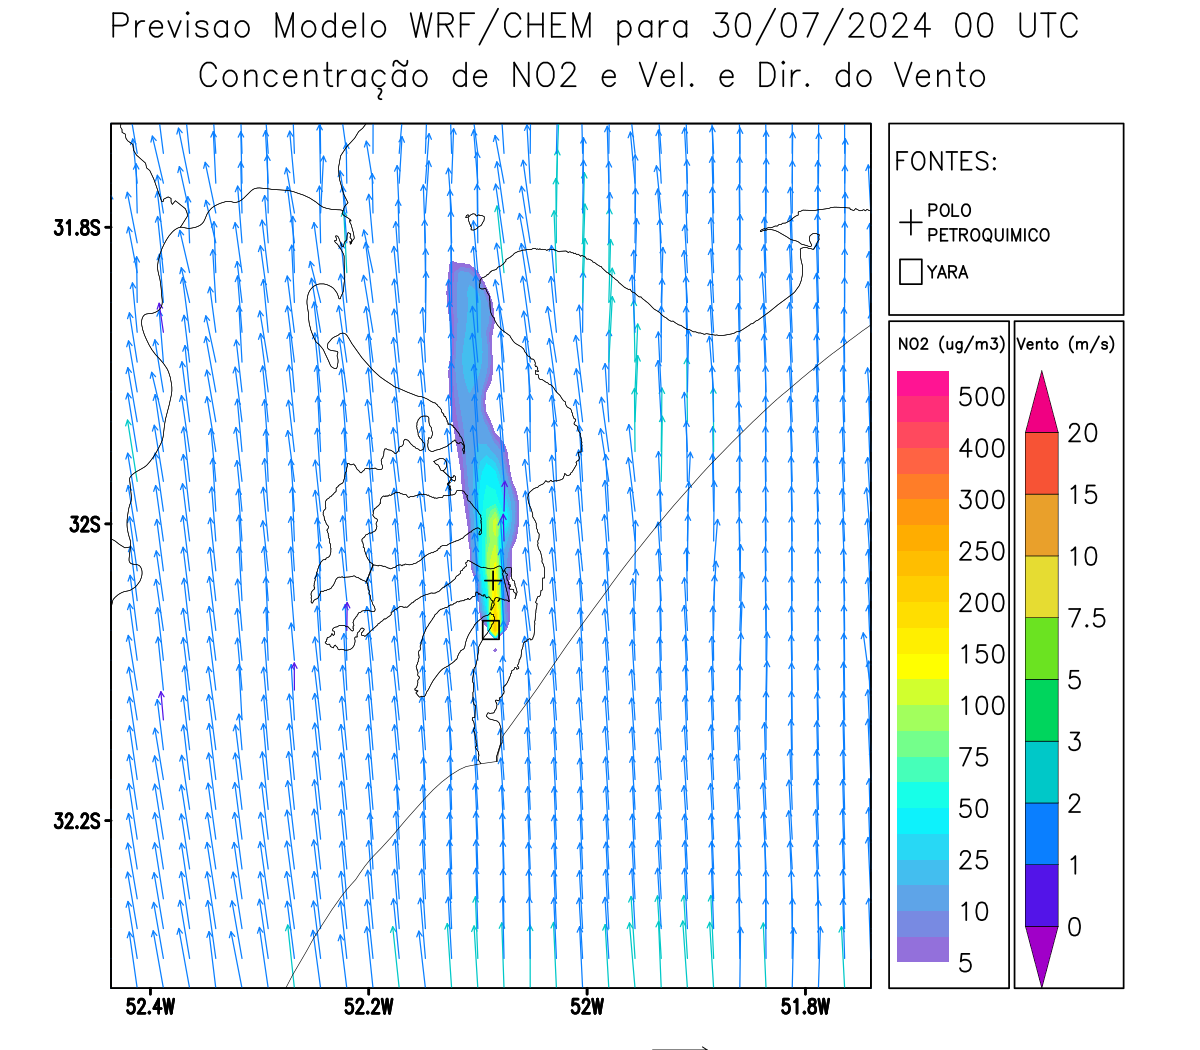 Previsao Modelo WRF/CHEM para 30/07/2024 00 UTC
Concentração de NO2 e Vel. e Dir. do Vento
FONTES:
POLO
PETROQUIMICO
YARA
NO2 (ug/m3)
500
400
300
250
200
150
100
75
50
25
10
5
Vento (m/s)
20
15
10
7.5
5
3
2
1
0
31.8S
32S
32.2S
52.4W
52.2W
52W
51.8W